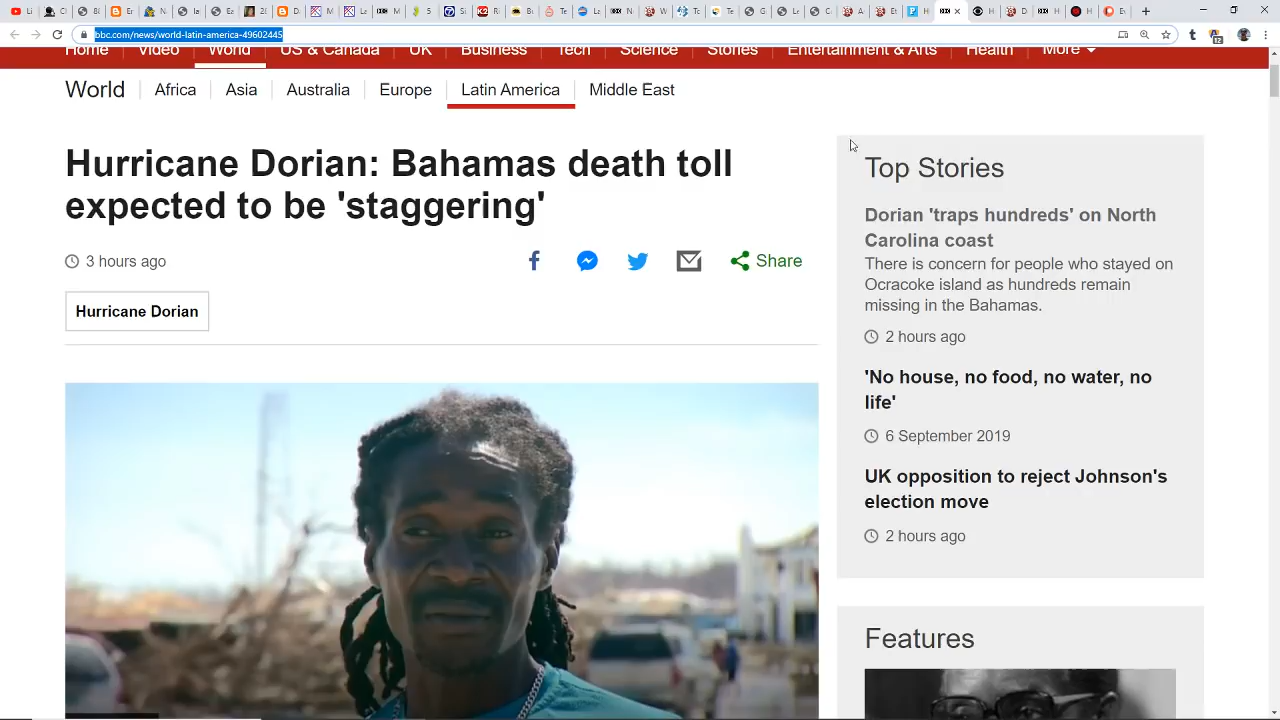 bbc.com/news/world-latin-america-49602445
Home Video World US & Canada UK Business Tech Science Stories Entertainment & Arts Health More
World Africa Asia Australia Europe Latin America Middle East
Hurricane Dorian: Bahamas death toll
expected to be 'staggering'
3 hours ago
Share
Hurricane Dorian
Top Stories
Dorian 'traps hundreds' on North
Carolina coast
There is concern for people who stayed on
Ocracoke island as hundreds remain
missing in the Bahamas.
2 hours ago
'No house, no food, no water, no
life'
6 September 2019
UK opposition to reject Johnson's
election move
2 hours ago
Features